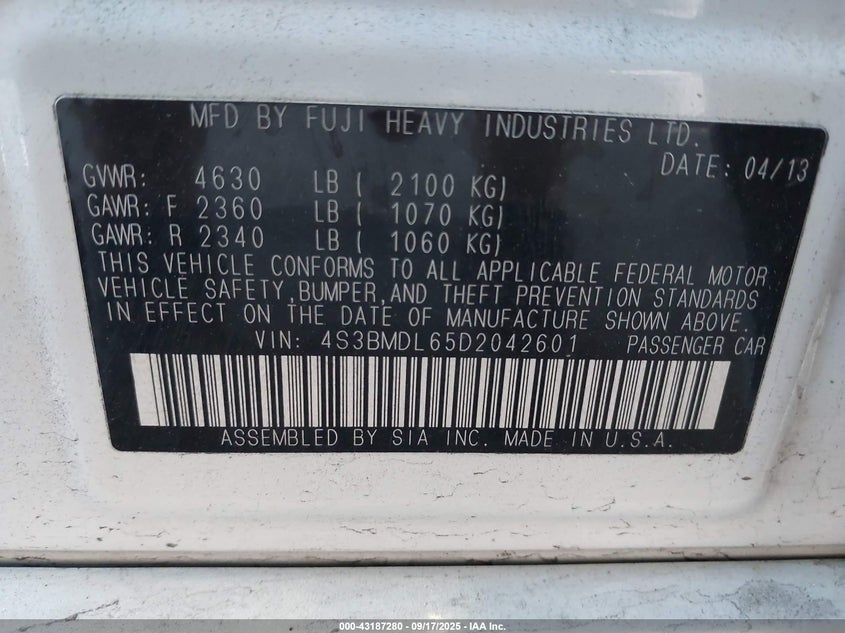 MFD BY FUJI HEAVY INDUSTRIES LTD.
DATE: 04/13
GVWR: 4630 LB ( 2100 KG)
GAWR: F 2360 LB ( 1070 KG)
GAWR: R 2340 LB ( 1060 KG)
THIS VEHICLE CONFORMS TO ALL APPLICABLE FEDERAL MOTOR
VEHICLE SAFETY,BUMPER,AND THEFT PREVENTION STANDARDS
IN EFFECT ON THE DATE OF MANUFACTURE SHOWN ABOVE.
VIN: 4S3BMDL65D2042601 PASSENGER CAR
ASSEMBLED BY SIA INC. MADE IN U.S.A.
000-43187280 - 09/17/2025 - IAA Inc.